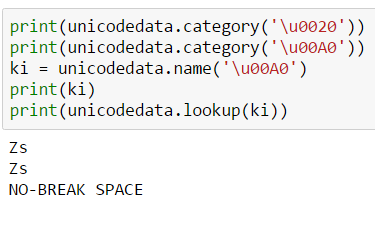 print(unicodedata.category('\u0020'))
print(unicodedata.category('\u00A0'))
ki = unicodedata.name('\u00A0')
print(ki)
print(unicodedata.lookup(ki))
Zs
Zs
NO-BREAK SPACE